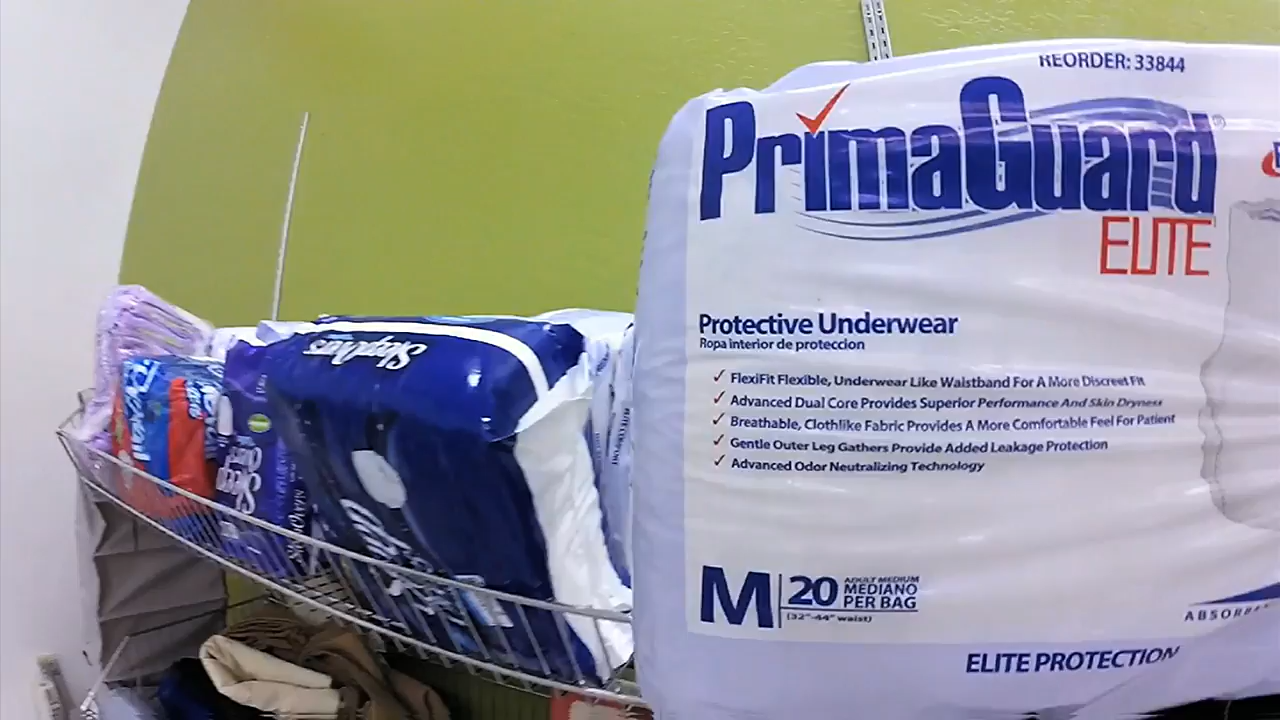 REORDER: 33844
PrimaGuard®
ELITE
Protective Underwear
Ropa interior de proteccion
✓ FlexiFit Flexible, Underwear Like Waistband For A More Discreet Fit
✓ Advanced Dual Core Provides Superior Performance And Skin Dryness
✓ Breathable, Clothlike Fabric Provides A More Comfortable Feel For Patient
✓ Gentle Outer Leg Gathers Provide Added Leakage Protection
✓ Advanced Odor Neutralizing Technology
M
20
ADULT MEDIUM
MEDIANO
PER BAG
(32"-44" waist)
ELITE PROTECTION
SlepOvers